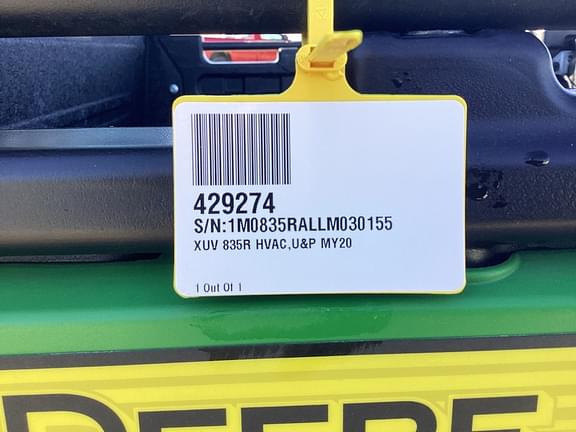 429274
S/N:1M0835RALLM030155
XUV 835R HVAC,U&P MY20
1 Out Of 1
DEERE